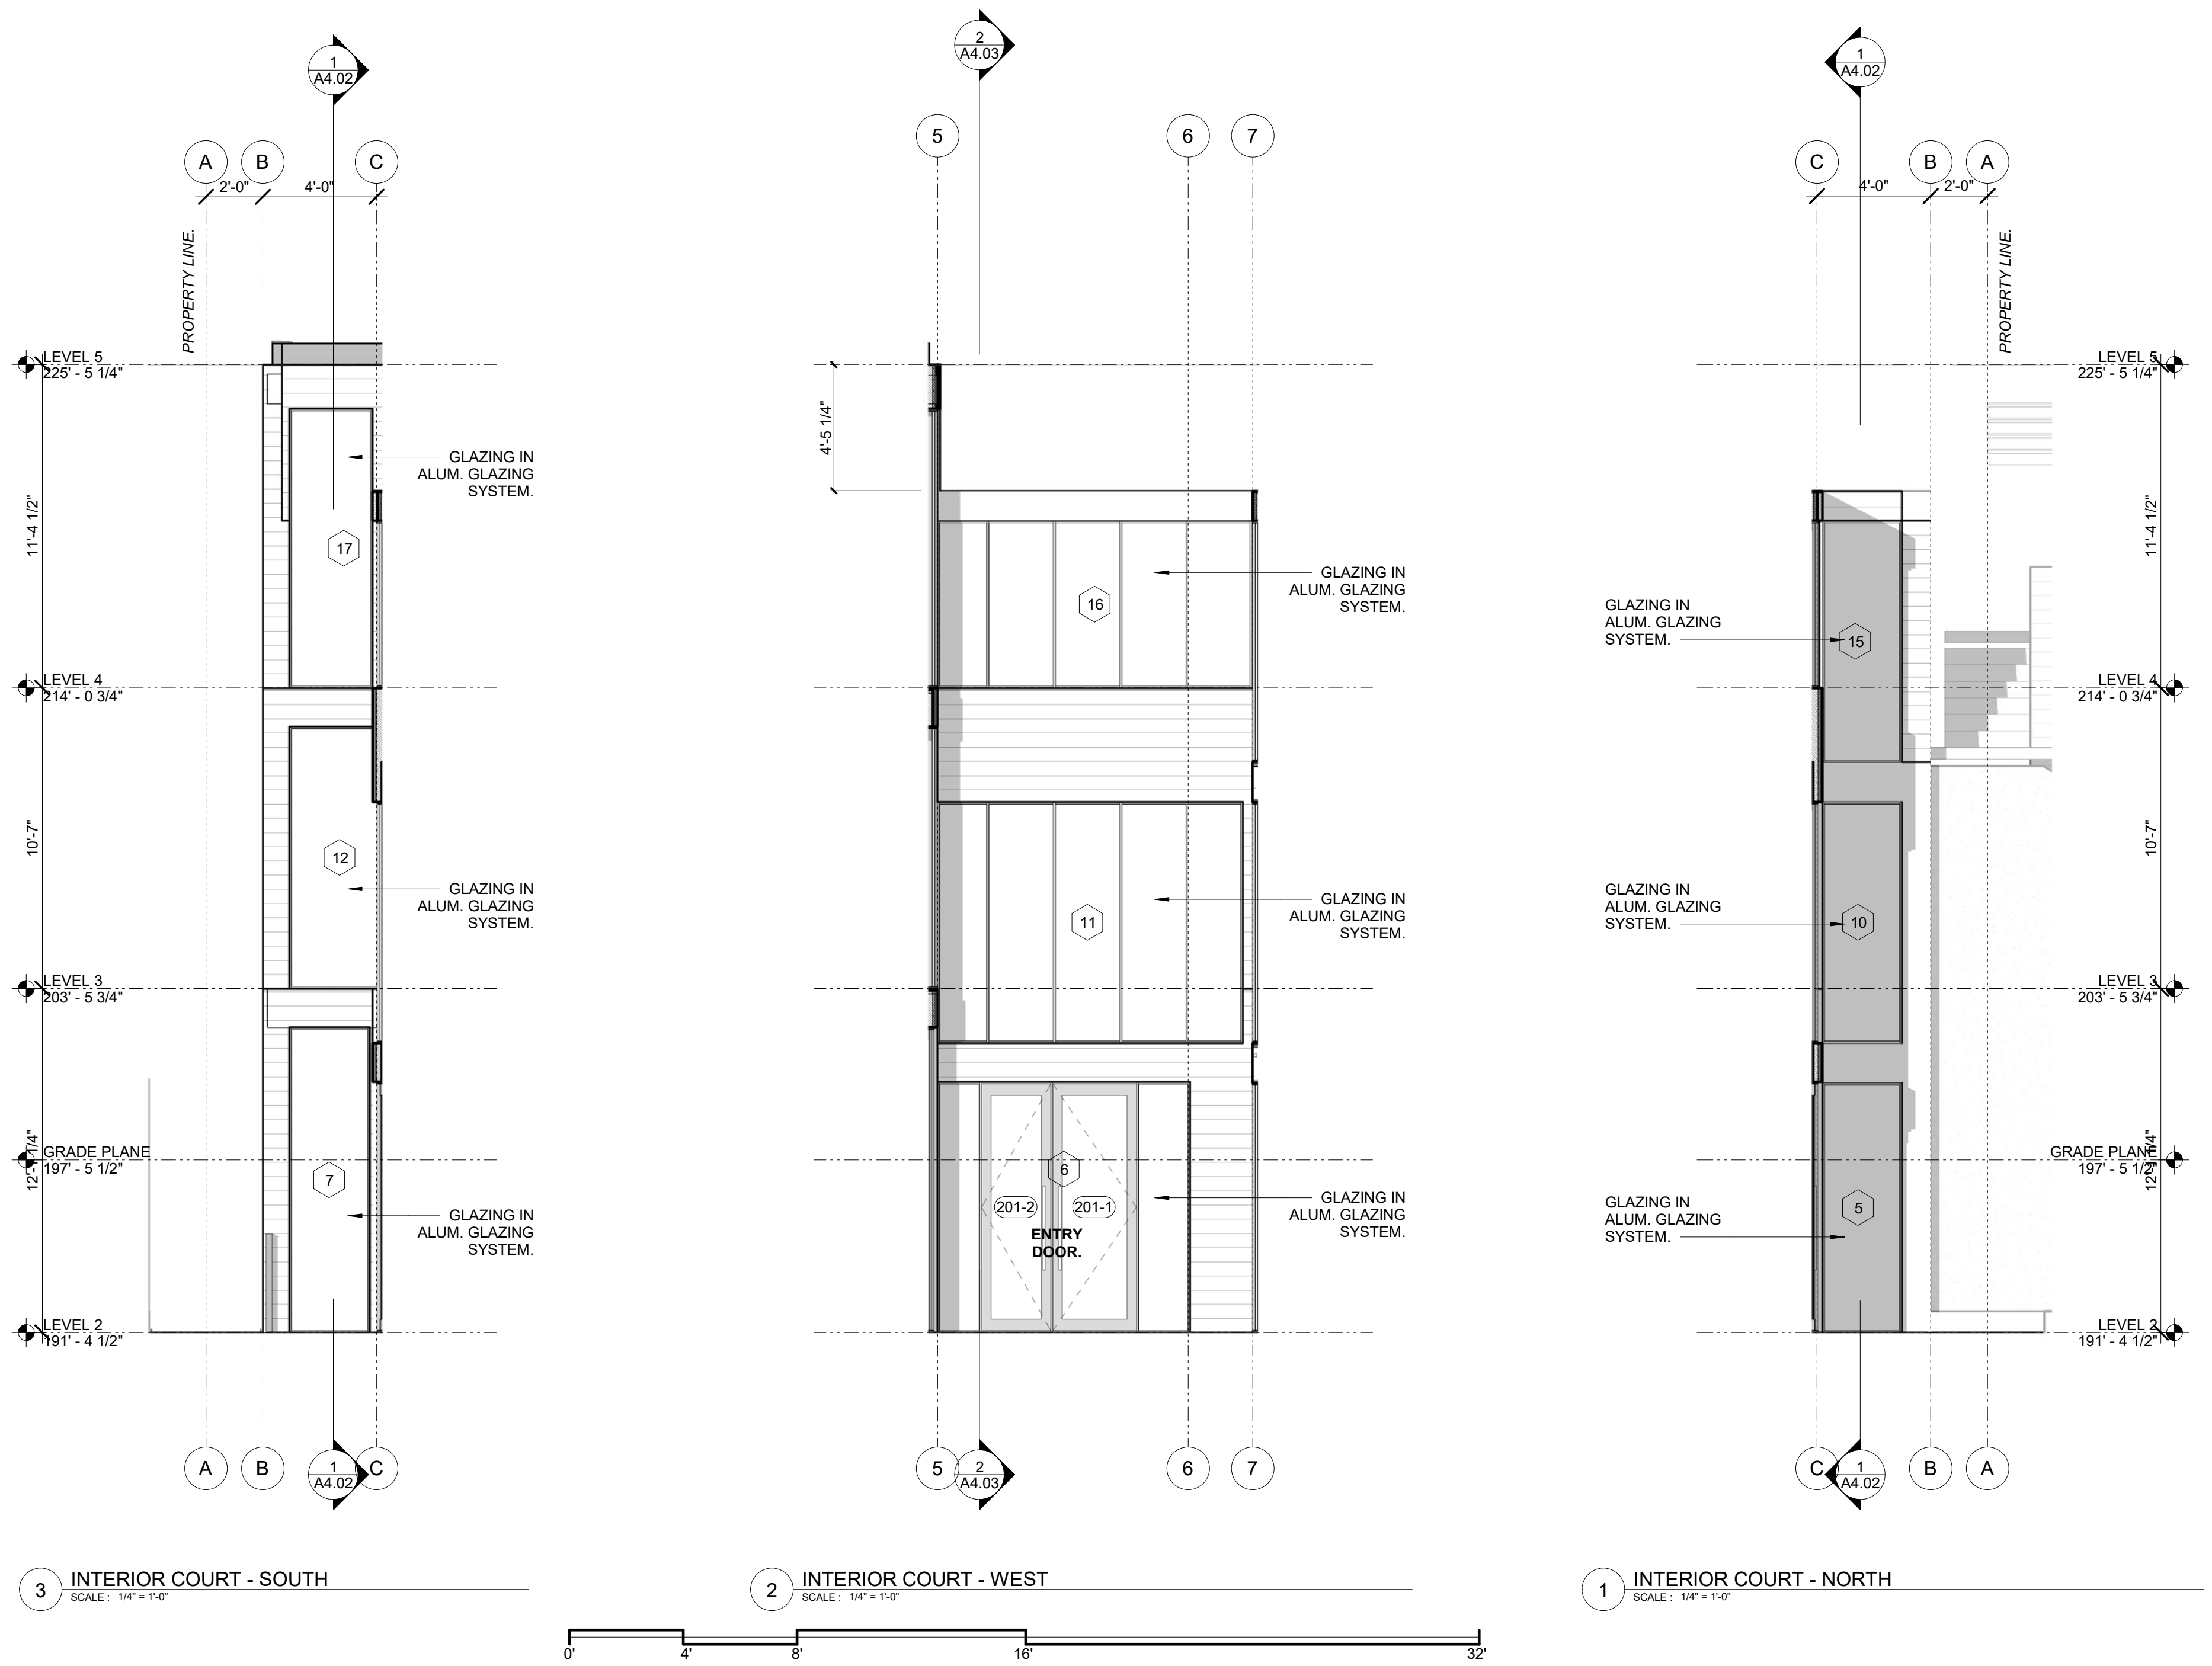 1
A4.02
A
B
C
2'-0"
4'-0"
PROPERTY LINE.
LEVEL 5
225' - 5 1/4"
GLAZING IN
ALUM. GLAZING
SYSTEM.
11'-4 1/2"
17
LEVEL 4
214' - 0 3/4"
10'-7"
12
GLAZING IN
ALUM. GLAZING
SYSTEM.
LEVEL 3
203' - 5 3/4"
GRADE PLANE
197' - 5 1/2"
12'-1 1/4"
7
GLAZING IN
ALUM. GLAZING
SYSTEM.
LEVEL 2
191' - 4 1/2"
A
B
1
A4.02
C
3
INTERIOR COURT - SOUTH
SCALE : 1/4" = 1'-0"
2
A4.03
5
6
7
4'-5 1/4"
GLAZING IN
ALUM. GLAZING
SYSTEM.
16
GLAZING IN
ALUM. GLAZING
SYSTEM.
11
6
201-2
201-1
ENTRY
DOOR.
GLAZING IN
ALUM. GLAZING
SYSTEM.
5
2
A4.03
6
7
2
INTERIOR COURT - WEST
SCALE : 1/4" = 1'-0"
0'
4'
8'
16'
32'
1
A4.02
C
B
A
4'-0"
2'-0"
PROPERTY LINE.
LEVEL 5
225' - 5 1/4"
11'-4 1/2"
GLAZING IN
ALUM. GLAZING
SYSTEM.
15
LEVEL 4
214' - 0 3/4"
10'-7"
GLAZING IN
ALUM. GLAZING
SYSTEM.
10
LEVEL 3
203' - 5 3/4"
GRADE PLANE
197' - 5 1/2"
12'-1 1/4"
GLAZING IN
ALUM. GLAZING
SYSTEM.
5
LEVEL 2
191' - 4 1/2"
C
1
A4.02
B
A
1
INTERIOR COURT - NORTH
SCALE : 1/4" = 1'-0"